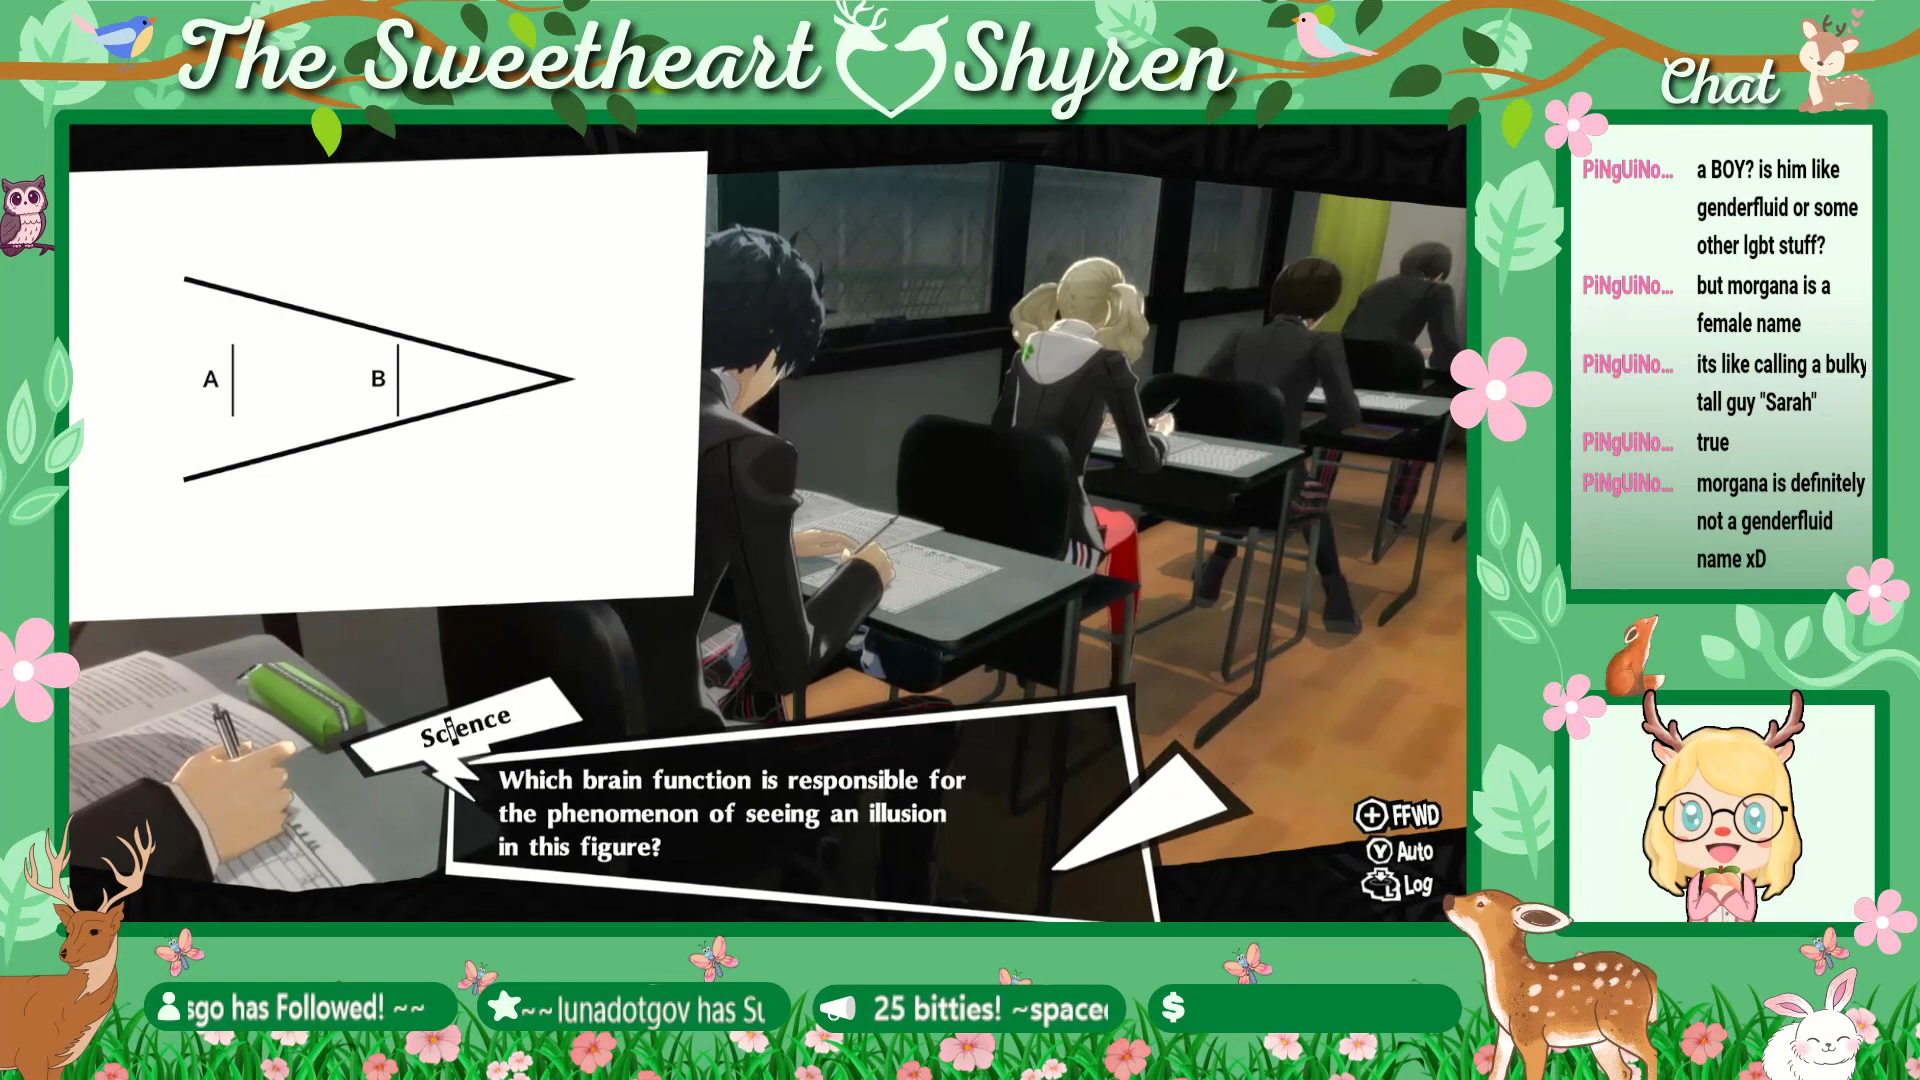 The Sweetheart Shyren
Chat
PiNgUiNo... a BOY? is him like
genderfluid or some
other lgbt stuff?
PiNgUiNo... but morgana is a
female name
PiNgUiNo... its like calling a bulky
tall guy "Sarah"
PiNgUiNo... true
PiNgUiNo... morgana is definitely
not a genderfluid
name xD
A
B
Science
Which brain function is responsible for
the phenomenon of seeing an illusion
in this figure?
+ FFWD
Y Auto
L Log
sgo has Followed! ~~
~~ lunadotgov has Su
25 bitties! ~spaced
$